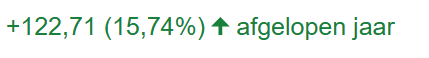 +122,71 (15,74%) ↑ afgelopen jaar